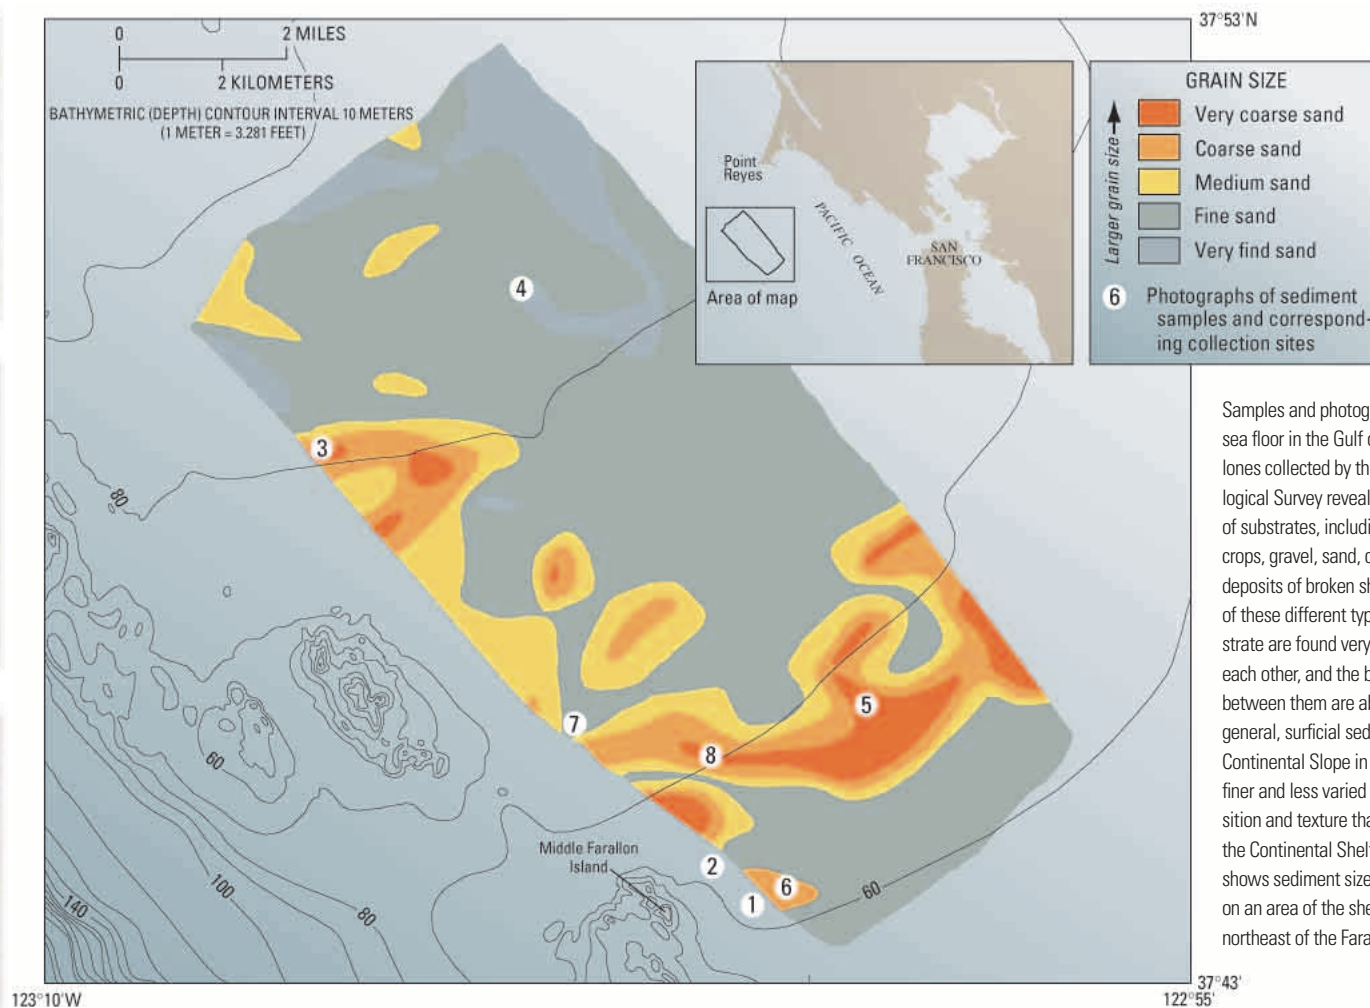 0 2 MILES
0 2 KILOMETERS
BATHYMETRIC (DEPTH) CONTOUR INTERVAL 10 METERS
(1 METER = 3.281 FEET)
37°53'N
Point
Reyes
PACIFIC OCEAN
SAN
FRANCISCO
Area of map
GRAIN SIZE
Larger grain size
Very coarse sand
Coarse sand
Medium sand
Fine sand
Very find sand
6 Photographs of sediment
samples and correspond-
ing collection sites
4
3
80
5
7
8
60
Middle Farallon
Island
2
6
1
60
100
80
140
123°10'W
37°43'
122°55'
Samples and photog
sea floor in the Gulf o
lones collected by th
logical Survey reveal
of substrates, includi
crops, gravel, sand, c
deposits of broken sh
of these different typ
strate are found very
each other, and the b
between them are al
general, surficial sed
Continental Slope in
finer and less varied
sition and texture tha
the Continental Shel
shows sediment size
on an area of the she
northeast of the Fara